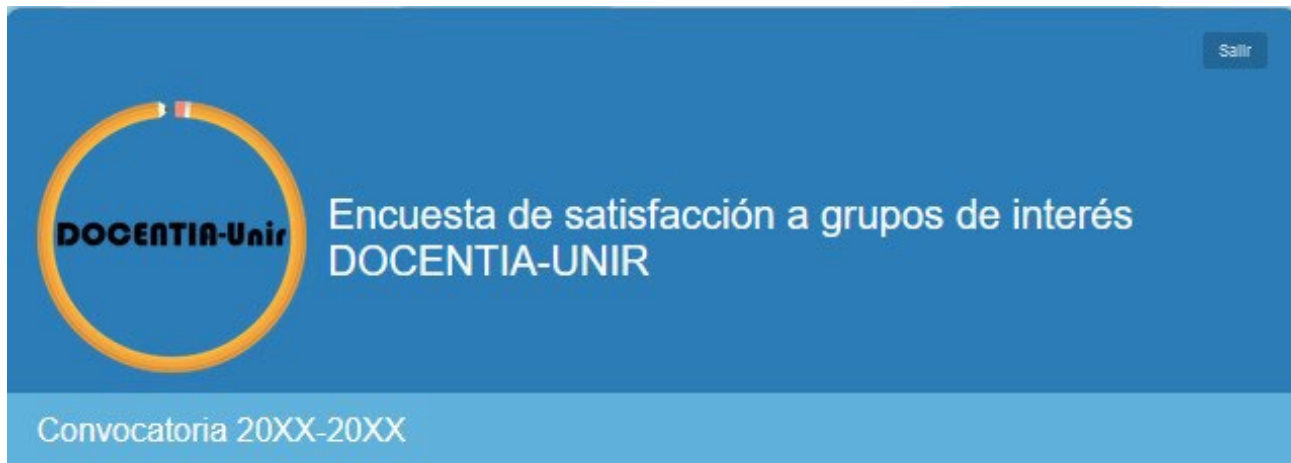 Salir
DOCENTIA-Unir
Encuesta de satisfacción a grupos de interés
DOCENTIA-UNIR
Convocatoria 20XX-20XX